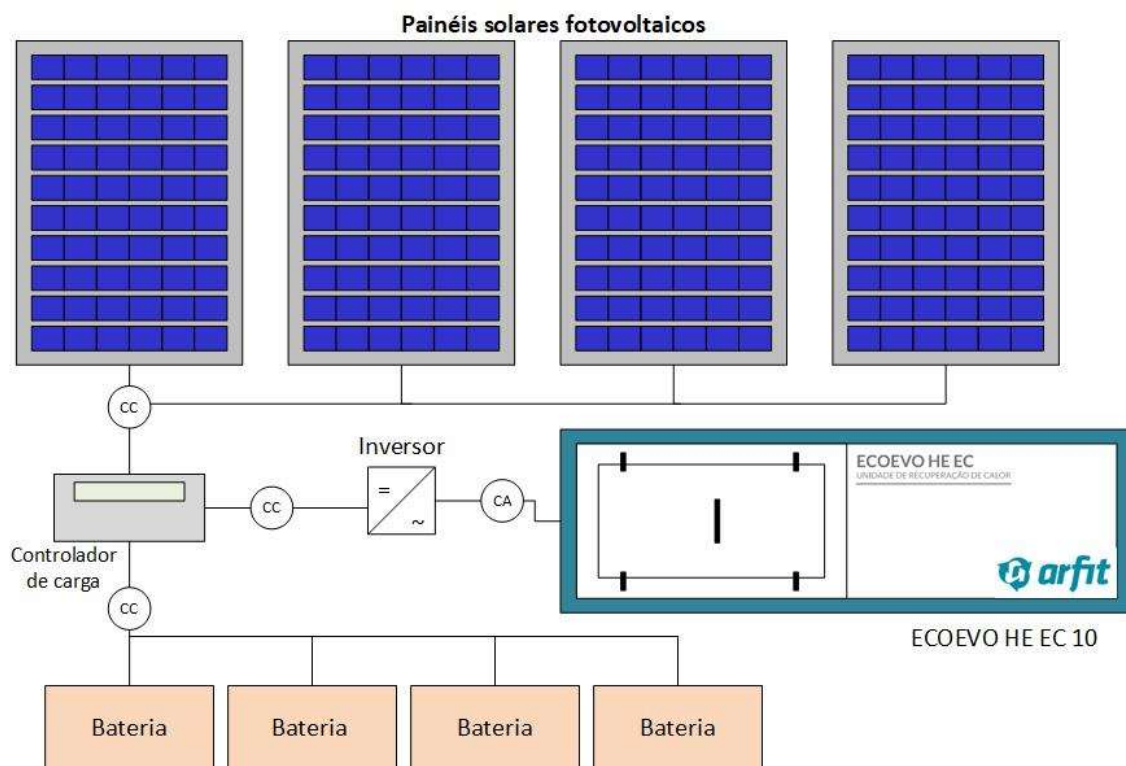 Painéis solares fotovoltaicos
CC
Inversor
ECOEVO HE EC
UNIDADE DE RECUPERAÇÃO DE CALOR
=
~
CC
CA
Controlador
de carga
arfit
CC
ECOEVO HE EC 10
Bateria
Bateria
Bateria
Bateria